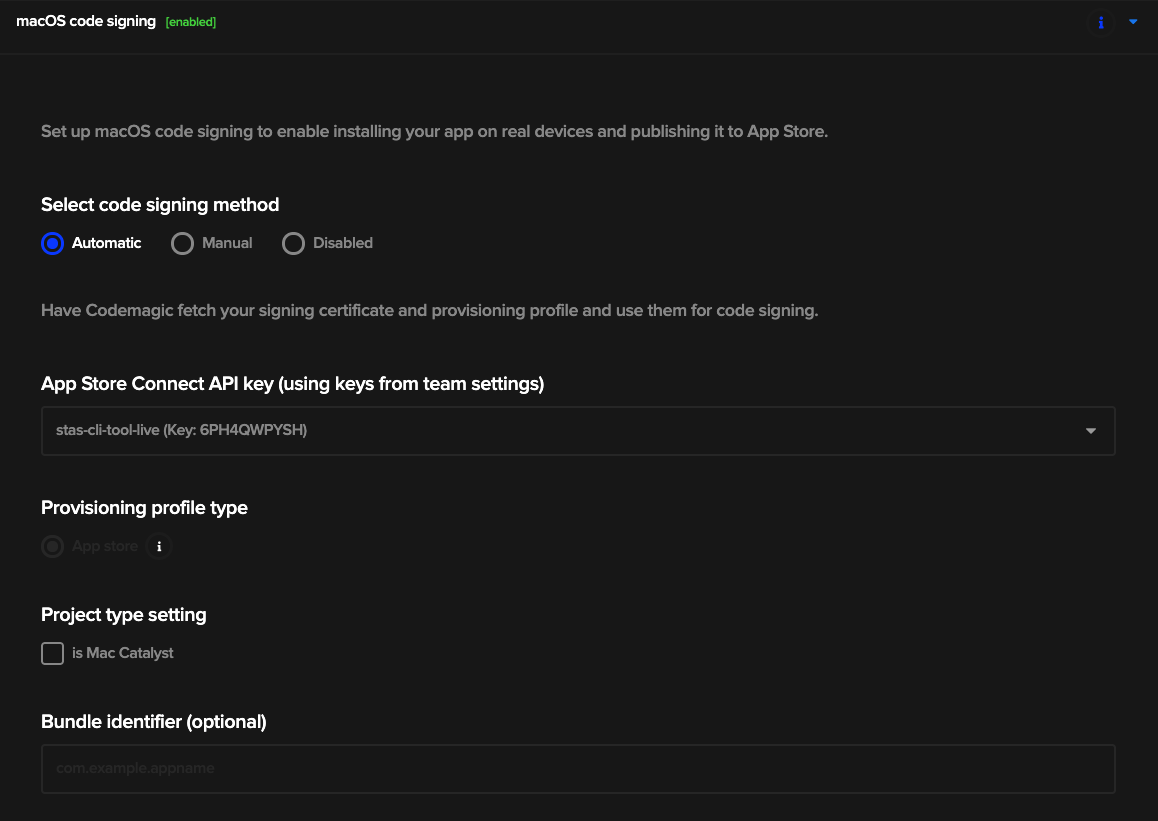 macOS code signing [enabled]
Set up macOS code signing to enable installing your app on real devices and publishing it to App Store.
Select code signing method
Automatic Manual Disabled
Have Codemagic fetch your signing certificate and provisioning profile and use them for code signing.
App Store Connect API key (using keys from team settings)
stas-cli-tool-live (Key: 6PH4QWPYSH)
Provisioning profile type
App store
Project type setting
is Mac Catalyst
Bundle identifier (optional)
com.example.appname